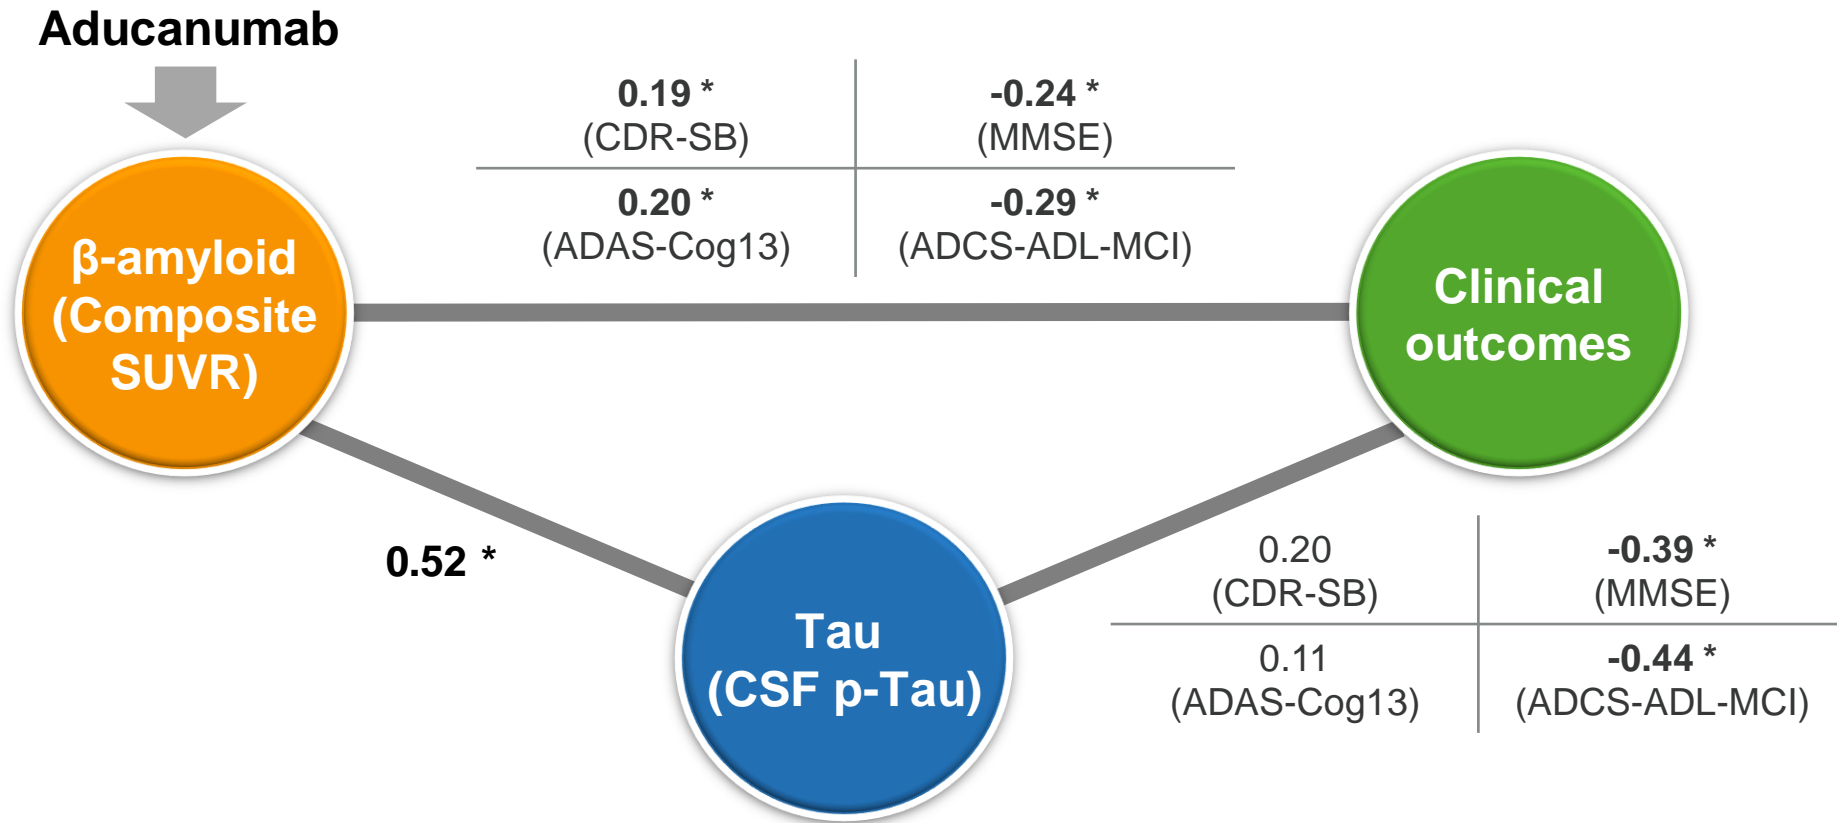 Aducanumab
0.19 *
(CDR-SB)
-0.24 *
(MMSE)
0.20 *
(ADAS-Cog13)
-0.29 *
(ADCS-ADL-MCI)
β-amyloid
(Composite
SUVR)
Clinical
outcomes
0.52 *
Tau
(CSF p-Tau)
0.20
(CDR-SB)
-0.39 *
(MMSE)
0.11
(ADAS-Cog13)
-0.44 *
(ADCS-ADL-MCI)